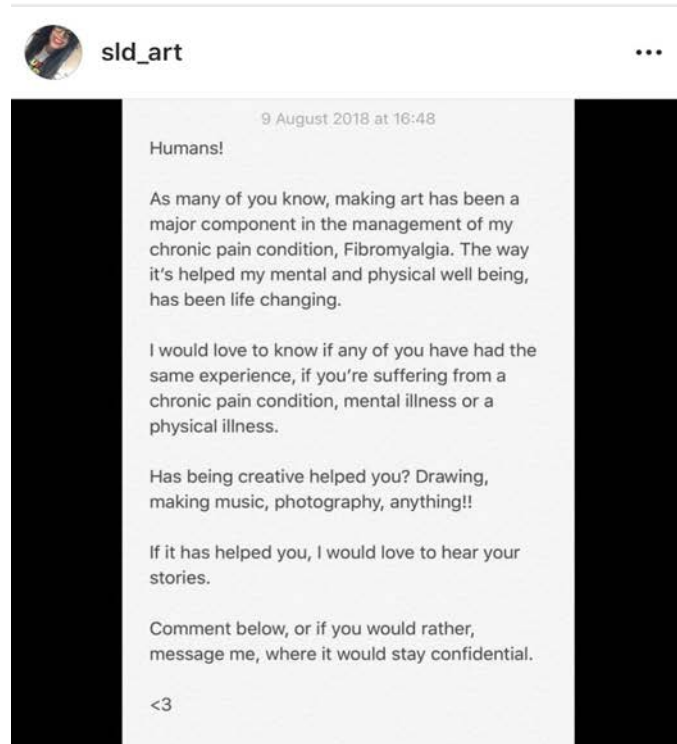 sld_art
9 August 2018 at 16:48
Humans!
As many of you know, making art has been a
major component in the management of my
chronic pain condition, Fibromyalgia. The way
it's helped my mental and physical well being,
has been life changing.
I would love to know if any of you have had the
same experience, if you're suffering from a
chronic pain condition, mental illness or a
physical illness.
Has being creative helped you? Drawing,
making music, photography, anything!!
If it has helped you, I would love to hear your
stories.
Comment below, or if you would rather,
message me, where it would stay confidential.
<3